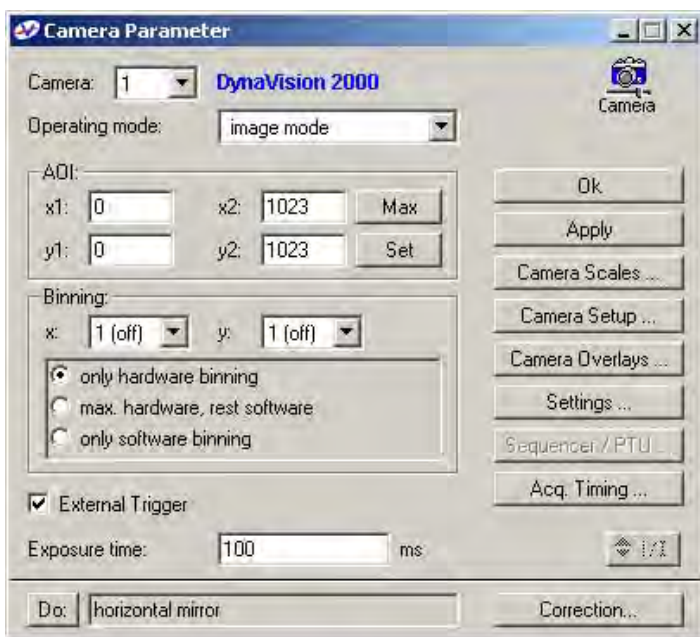 Camera Parameter
Camera: 1 DynaVision 2000
Camera
Operating mode: image mode
AOI:
x1: 0 x2: 1023 Max
y1: 0 y2: 1023 Set
Binning:
x: 1 (off) y: 1 (off)
only hardware binning
max. hardware, rest software
only software binning
External Trigger
Exposure time: 100 ms
Ok
Apply
Camera Scales ...
Camera Setup ...
Camera Overlays ...
Settings ...
Sequencer / PTU ...
Acq. Timing ...
Do: horizontal mirror Correction...